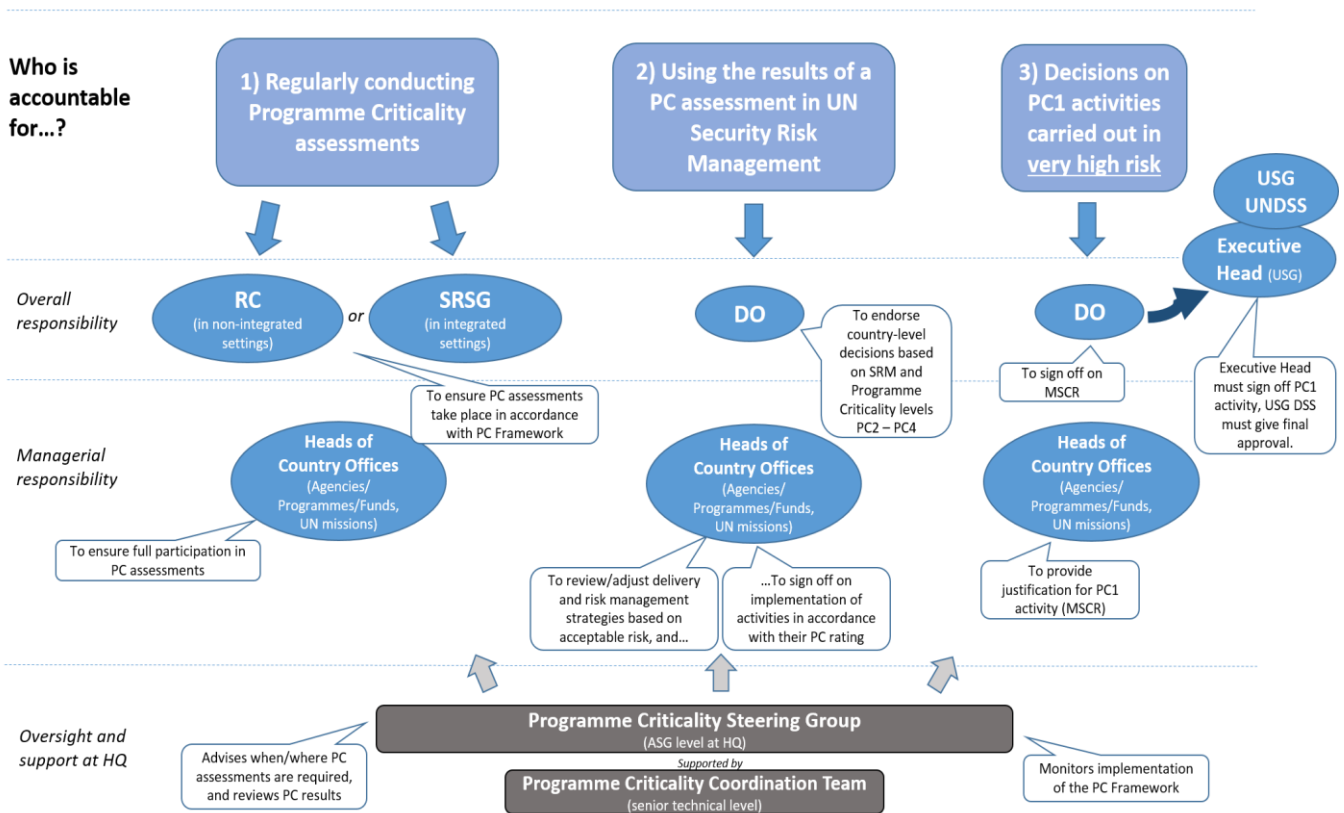 Who is
accountable
for...?
1) Regularly conducting
Programme Criticality
assessments
2) Using the results of a
PC assessment in UN
Security Risk
Management
3) Decisions on
PC1 activities
carried out in
very high risk
USG
UNDSS
Executive
Head (USG)
Overall
responsibility
RC
(in non-integrated
settings)
or
SRSG
(in integrated
settings)
To ensure PC assessments
take place in accordance
with PC Framework
DO
To endorse
country-level
decisions based
on SRM and
Programme
Criticality levels
PC2 – PC4
DO
To sign off on
MSCR
Executive Head
must sign off PC1
activity, USG DSS
must give final
approval.
Managerial
responsibility
Heads of
Country Offices
(Agencies/
Programmes/Funds,
UN missions)
To ensure full participation in
PC assessments
Heads of
Country Offices
(Agencies/
Programmes/Funds,
UN missions)
To review/adjust delivery
and risk management
strategies based on
acceptable risk, and...
...To sign off on
implementation of
activities in accordance
with their PC rating
Heads of
Country Offices
(Agencies/
Programmes/Funds,
UN missions)
To provide
justification for PC1
activity (MSCR)
Oversight and
support at HQ
Programme Criticality Steering Group
(ASG level at HQ)
Supported by
Programme Criticality Coordination Team
(senior technical level)
Advises when/where PC
assessments are required,
and reviews PC results
Monitors implementation
of the PC Framework